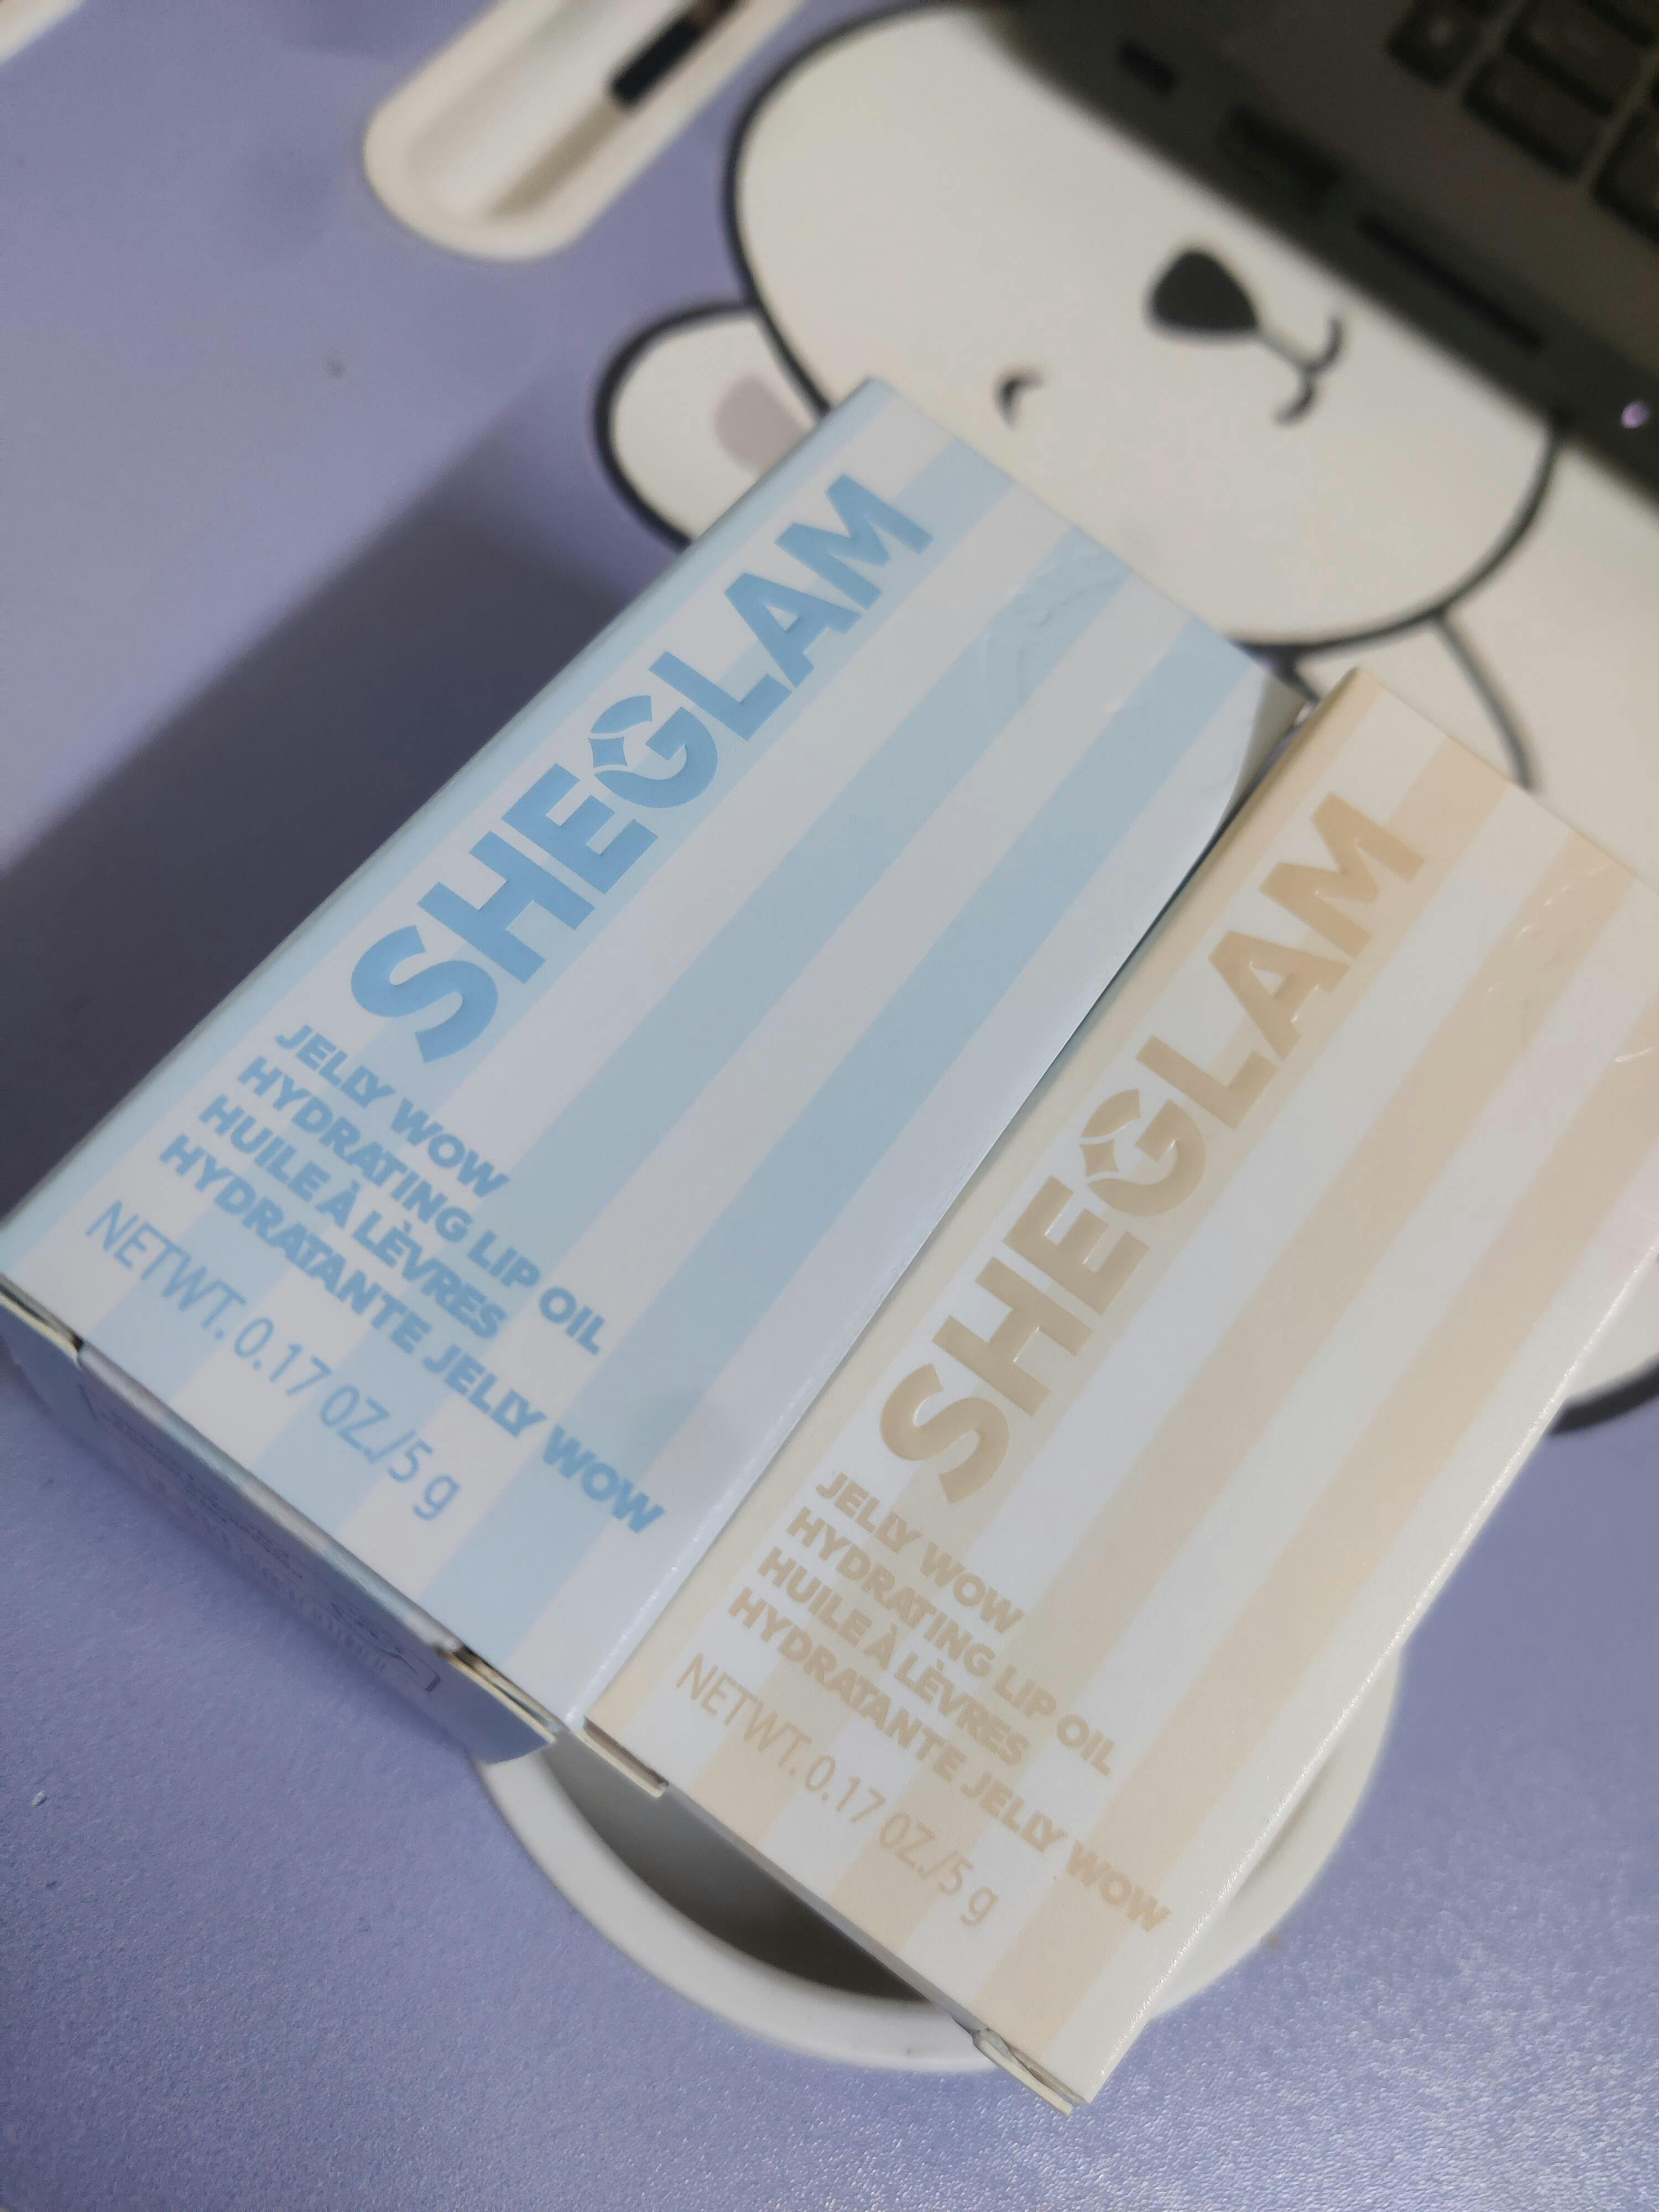 SHEGLAM
JELLY WOW
HYDRATING LIP OIL
HUILE À LÈVRES
HYDRATANTE JELLY WOW
NETWT. 0.17 OZ./5 g
SHEGLAM
JELLY WOW
HYDRATING LIP OIL
HUILE À LÈVRES
HYDRATANTE JELLY WOW
NETWT. 0.17 OZ./5 g